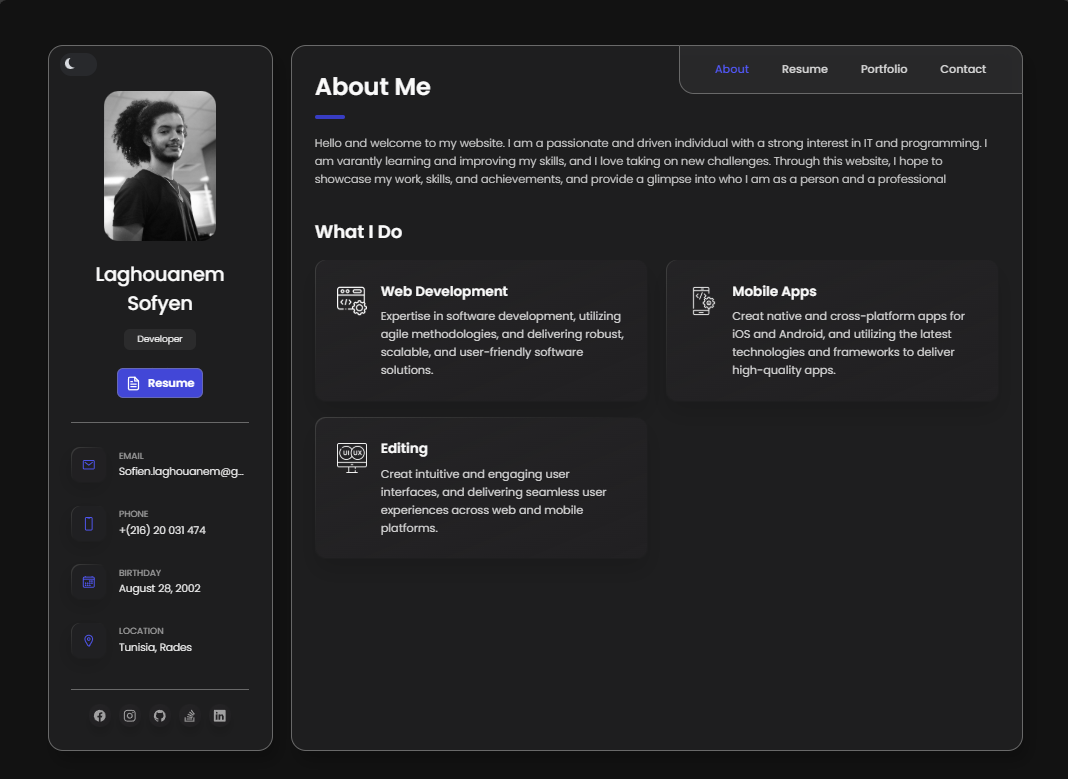 Laghouanem
Sofyen
Developer
Resume
EMAIL
Sofien.laghouanem@g...
PHONE
+(216) 20 031 474
BIRTHDAY
August 28, 2002
LOCATION
Tunisia, Rades
About Resume Portfolio Contact
About Me
Hello and welcome to my website. I am a passionate and driven individual with a strong interest in IT and programming. I
am varantly learning and improving my skills, and I love taking on new challenges. Through this website, I hope to
showcase my work, skills, and achievements, and provide a glimpse into who I am as a person and a professional
What I Do
Web Development
Expertise in software development, utilizing
agile methodologies, and delivering robust,
scalable, and user-friendly software
solutions.
Mobile Apps
Creat native and cross-platform apps for
iOS and Android, and utilizing the latest
technologies and frameworks to deliver
high-quality apps.
UI UX
Editing
Creat intuitive and engaging user
interfaces, and delivering seamless user
experiences across web and mobile
platforms.